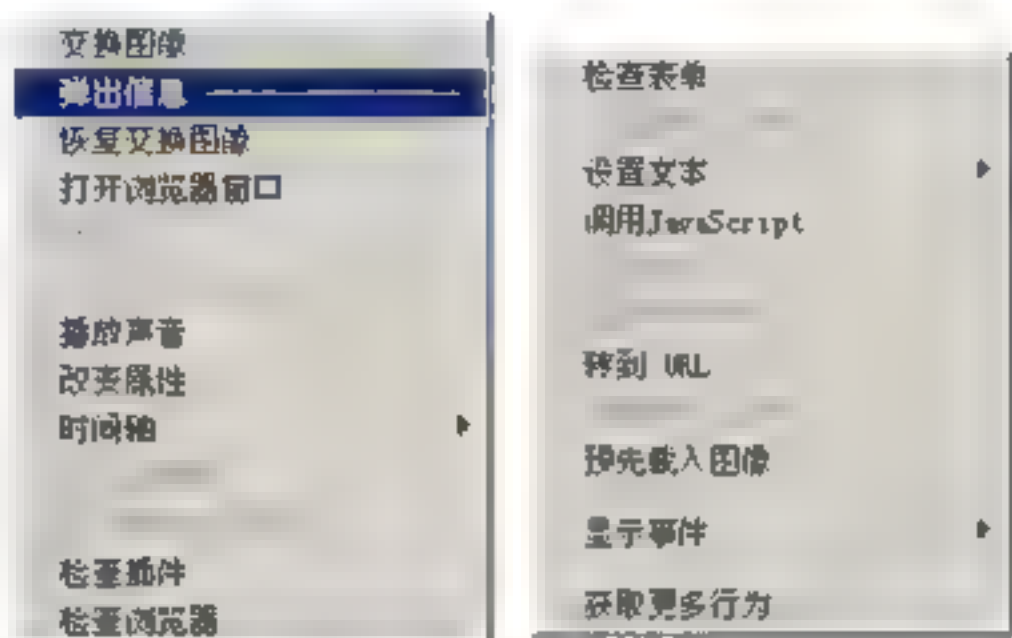 交换图像
弹出信息
恢复交换图像
打开浏览器窗口
播放声音
改变属性
时间轴
检查插件
检查浏览器
检查表单
设置文本
调用JavaScript
转到 URL
预先载入图像
显示事件
获取更多行为